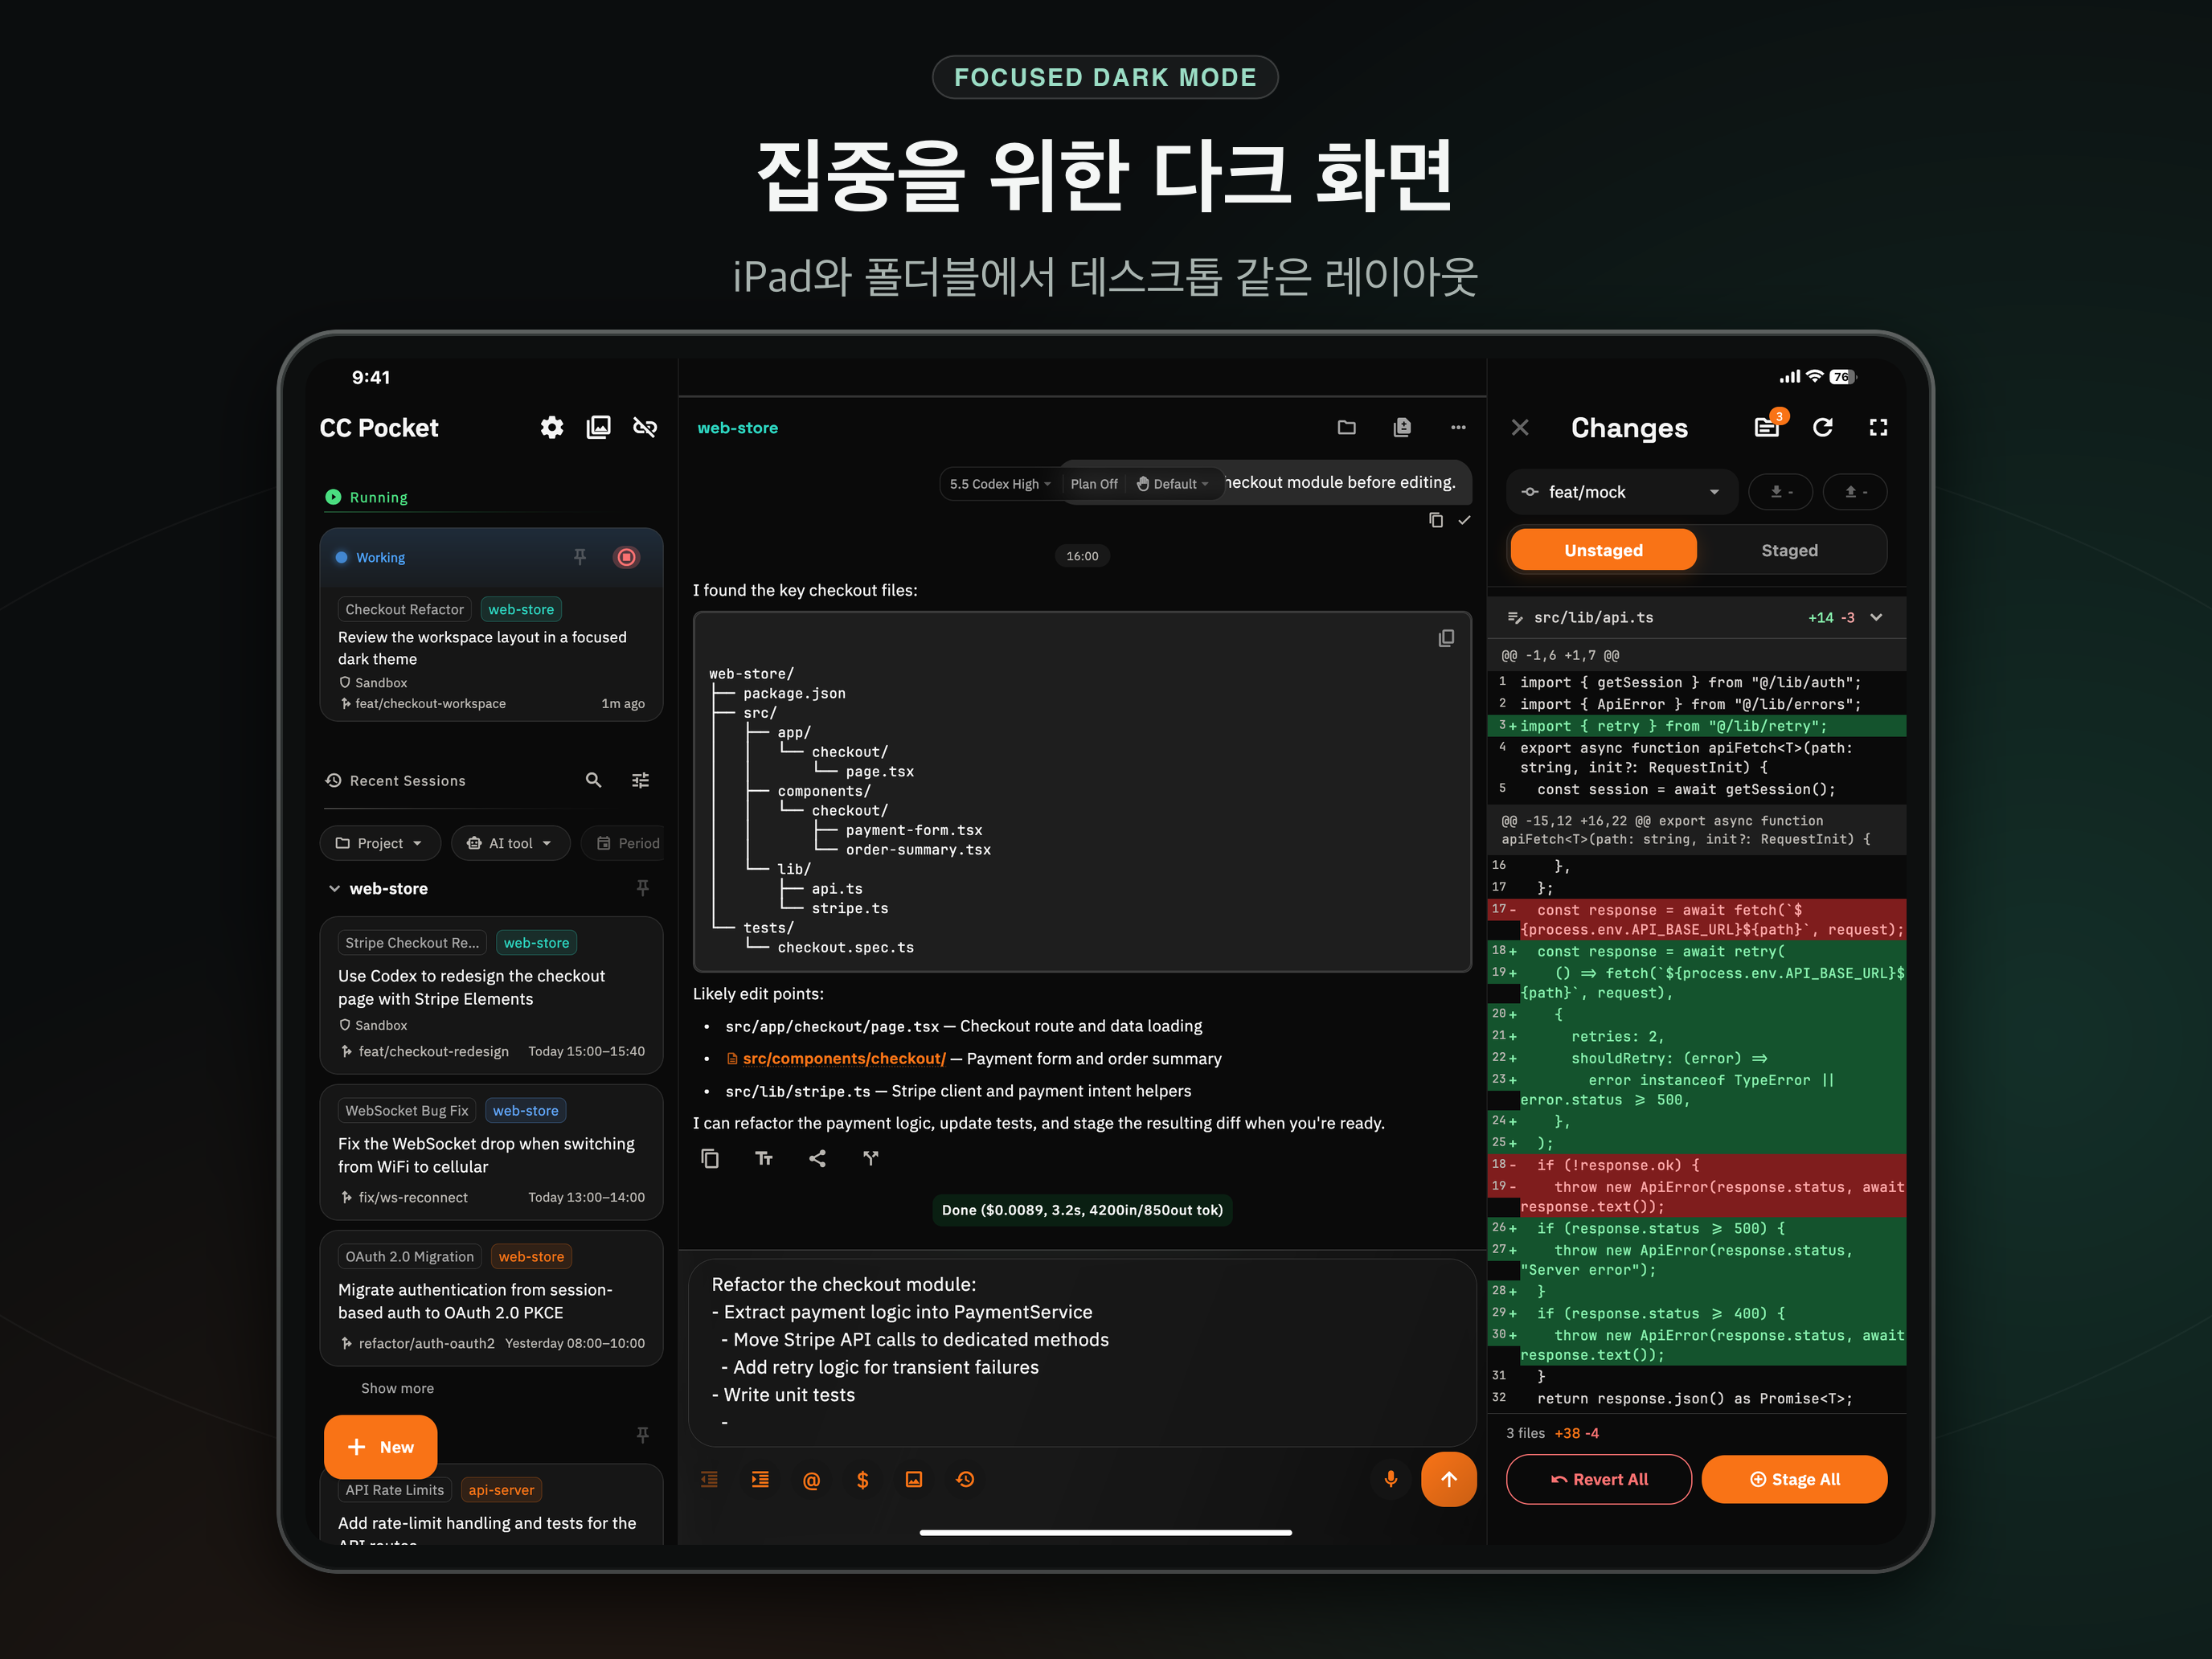 FOCUSED DARK MODE
집중을 위한 다크 화면
iPad와 폴더블에서 데스크톱 같은 레이아웃
9:41
76
CC Pocket
Running
Working
Checkout Refactor web-store
Review the workspace layout in a focused
dark theme
Sandbox
feat/checkout-workspace 1m ago
Recent Sessions
Project AI tool Period
web-store
Stripe Checkout Re... web-store
Use Codex to redesign the checkout
page with Stripe Elements
Sandbox
feat/checkout-redesign Today 15:00–15:40
WebSocket Bug Fix web-store
Fix the WebSocket drop when switching
from WiFi to cellular
fix/ws-reconnect Today 13:00–14:00
OAuth 2.0 Migration web-store
Migrate authentication from session-
based auth to OAuth 2.0 PKCE
refactor/auth-oauth2 Yesterday 08:00–10:00
Show more
+ New
API Rate Limits api-server
Add rate-limit handling and tests for the
API routes
web-store
5.5 Codex High Plan Off Default heckout module before editing.
16:00
I found the key checkout files:
web-store/
├── package.json
├── src/
│   ├── app/
│   │   └── checkout/
│   │       └── page.tsx
│   ├── components/
│   │   └── checkout/
│   │       ├── payment-form.tsx
│   │       └── order-summary.tsx
│   └── lib/
│       ├── api.ts
│       └── stripe.ts
└── tests/
    └── checkout.spec.ts
Likely edit points:
• src/app/checkout/page.tsx — Checkout route and data loading
• src/components/checkout/ — Payment form and order summary
• src/lib/stripe.ts — Stripe client and payment intent helpers
I can refactor the payment logic, update tests, and stage the resulting diff when you're ready.
Done ($0.0089, 3.2s, 4200in/850out tok)
Refactor the checkout module:
- Extract payment logic into PaymentService
  - Move Stripe API calls to dedicated methods
  - Add retry logic for transient failures
- Write unit tests
  -
@ $
Changes
3
feat/mock - -
Unstaged Staged
src/lib/api.ts +14 -3
@@ -1,6 +1,7 @@
1 import { getSession } from "@/lib/auth";
2 import { ApiError } from "@/lib/errors";
3 + import { retry } from "@/lib/retry";
4 export async function apiFetch<T>(path:
string, init?: RequestInit) {
5   const session = await getSession();
@@ -15,12 +16,22 @@ export async function
apiFetch<T>(path: string, init?: RequestInit) {
16     },
17   };
17 -   const response = await fetch(`$
{process.env.API_BASE_URL}${path}`, request);
18 +   const response = await retry(
19 +     () => fetch(`${process.env.API_BASE_URL}$
{path}`, request),
20 +     {
21 +       retries: 2,
22 +       shouldRetry: (error) =>
23 +         error instanceof TypeError ||
error.status >= 500,
24 +     },
25 +   );
18 -   if (!response.ok) {
19 -     throw new ApiError(response.status, await
response.text());
26 +   if (response.status >= 500) {
27 +     throw new ApiError(response.status,
"Server error");
28 +   }
29 +   if (response.status >= 400) {
30 +     throw new ApiError(response.status, await
response.text());
31   }
32   return response.json() as Promise<T>;
3 files +38 -4
Revert All Stage All